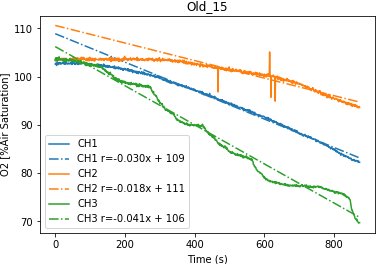 Old_15
O2 [%Air Saturation]
110
100
90
80
70
CH1
CH1 r=-0.030x + 109
CH2
CH2 r=-0.018x + 111
CH3
CH3 r=-0.041x + 106
0 200 400 600 800
Time (s)